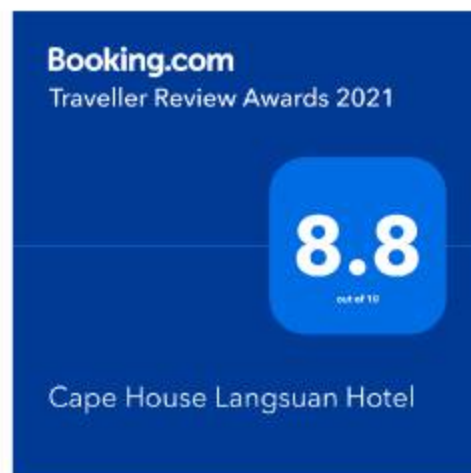 Booking.com
Traveller Review Awards 2021
8.8
out of 10
Cape House Langsuan Hotel